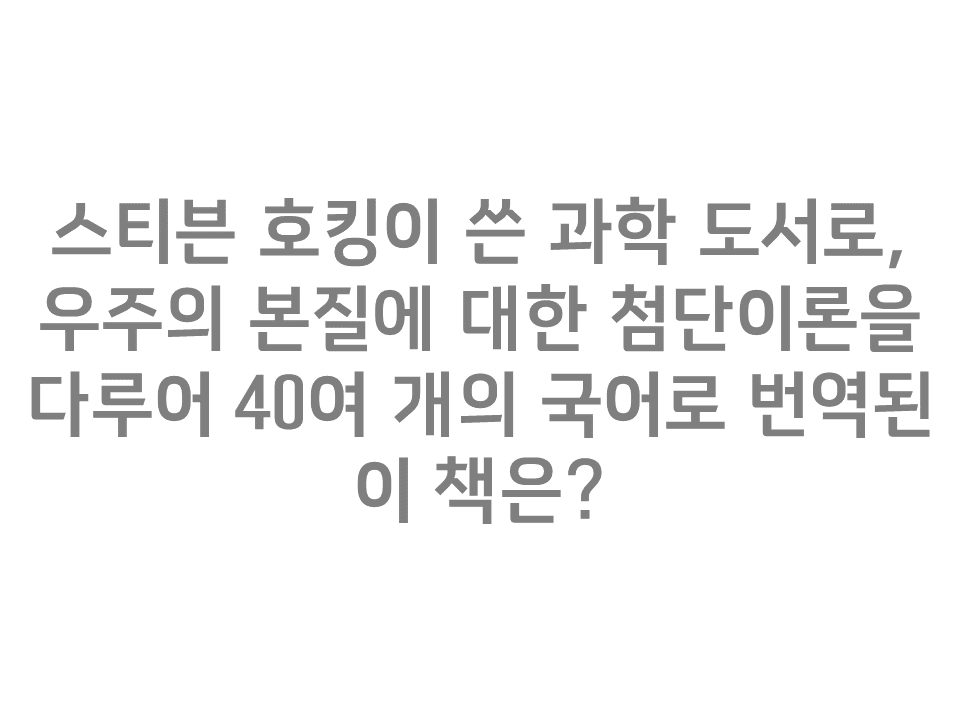 스티븐 호킹이 쓴 과학 도서로,
우주의 본질에 대한 첨단이론을
다루어 40여 개의 국어로 번역된
이 책은?